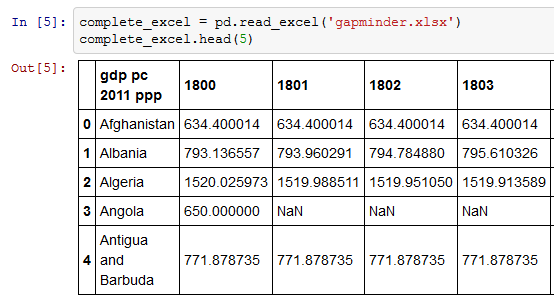 In [5]: complete_excel = pd.read_excel('gapminder.xlsx')
complete_excel.head(5)
Out[5]:
gdp pc 2011 ppp 1800 1801 1802 1803
0 Afghanistan 634.400014 634.400014 634.400014 634.400014
1 Albania 793.136557 793.960291 794.784880 795.610326
2 Algeria 1520.025973 1519.988511 1519.951050 1519.913589
3 Angola 650.000000 NaN NaN NaN
4 Antigua and Barbuda 771.878735 771.878735 771.878735 771.878735